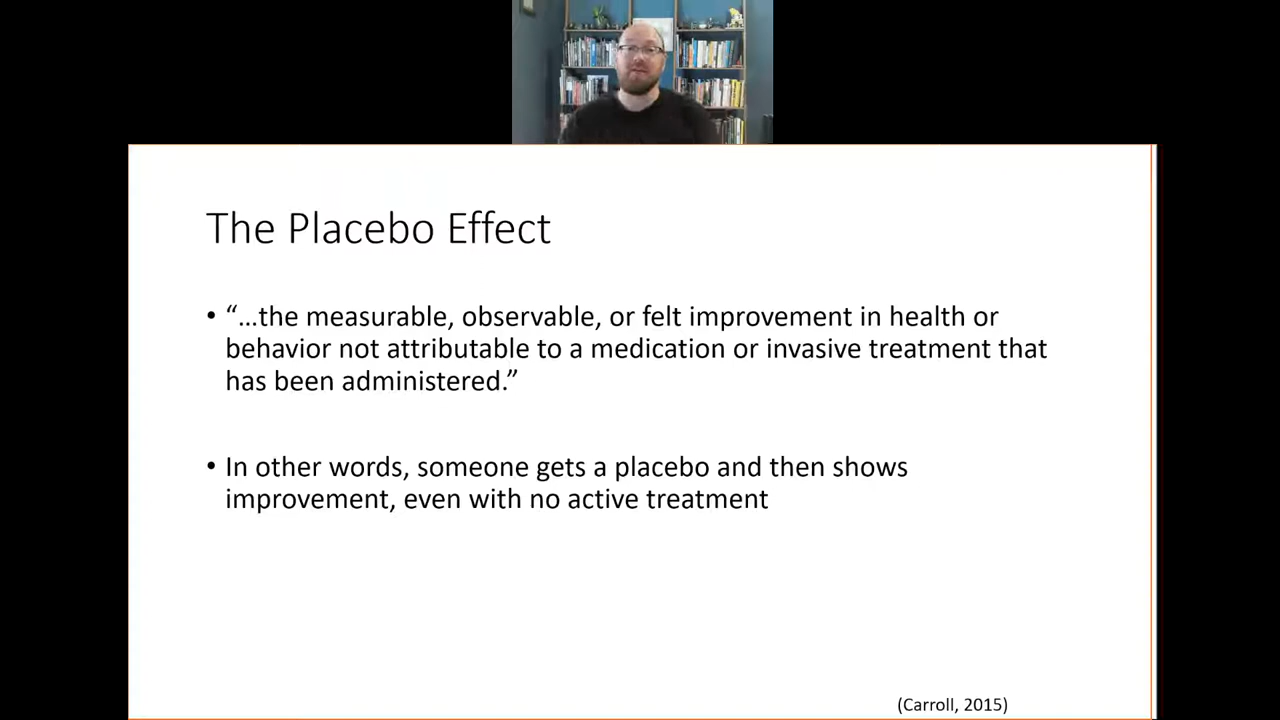 The Placebo Effect
• “…the measurable, observable, or felt improvement in health or
behavior not attributable to a medication or invasive treatment that
has been administered.”
• In other words, someone gets a placebo and then shows
improvement, even with no active treatment
(Carroll, 2015)